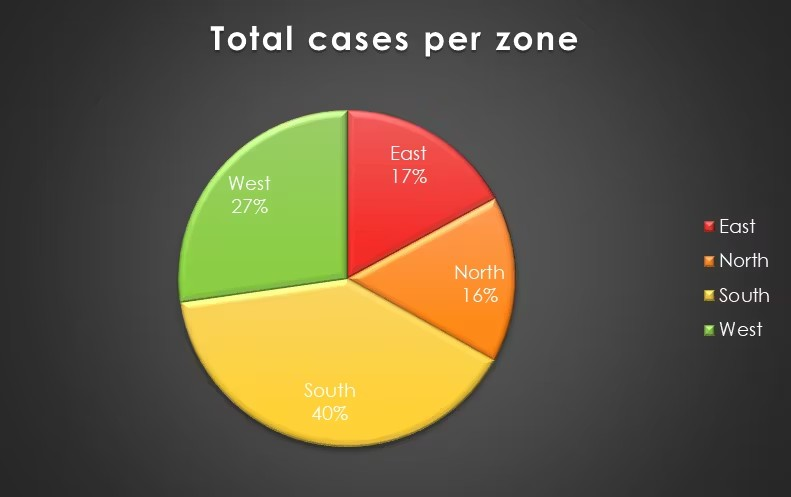 Total cases per zone
East
17%
West
27%
North
16%
South
40%
East
North
South
West